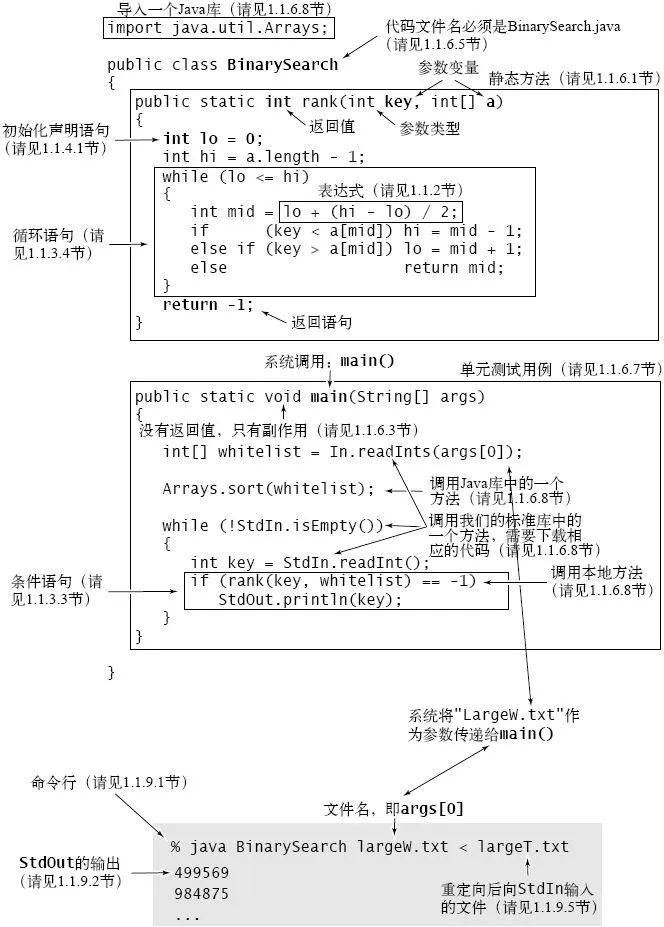 导入一个Java库（请见1.1.6.8节）
import java.util.Arrays;
代码文件名必须是BinarySearch.java
（请见1.1.6.5节）
public class BinarySearch
{
参数变量
静态方法（请见1.1.6.1节）
public static int rank(int key, int[] a)
{
返回值
参数类型
初始化声明语句
（请见1.1.4.1节）
int lo = 0;
int hi = a.length - 1;
while (lo <= hi)
{
表达式（请见1.1.2节）
int mid = lo + (hi - lo) / 2;
if (key < a[mid]) hi = mid - 1;
else if (key > a[mid]) lo = mid + 1;
else return mid;
}
循环语句（请
见1.1.3.4节）
return -1;
}
返回语句
系统调用：main()
单元测试用例（请见1.1.6.7节）
public static void main(String[] args)
{
没有返回值，只有副作用（请见1.1.6.3节）
int[] whitelist = In.readInts(args[0]);
Arrays.sort(whitelist);
调用Java库中的一个
方法（请见1.1.6.8节）
while (!StdIn.isEmpty())
{
调用我们的标准库中的
一个方法，需要下载相
应的代码（请见1.1.6.8节）
int key = StdIn.readInt();
if (rank(key, whitelist) == -1)
StdOut.println(key);
}
}
条件语句（请
见1.1.3.3节）
调用本地方法
（请见1.1.6.8节）
}
系统将"LargeW.txt"作
为参数传递给main()
命令行（请见1.1.9.1节）
文件名，即args[0]
% java BinarySearch largeW.txt < largeT.txt
StdOut的输出
（请见1.1.9.2节）
499569
984875
...
重定向后向StdIn输入
的文件（请见1.1.9.5节）